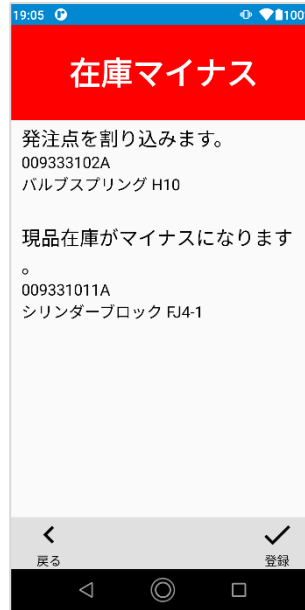 19:05
100
在庫マイナス
発注点を割り込みます。
009333102A
バルブスプリング H10
現品在庫がマイナスになります
。
009331011A
シリンダーブロック FJ4-1
戻る
登録